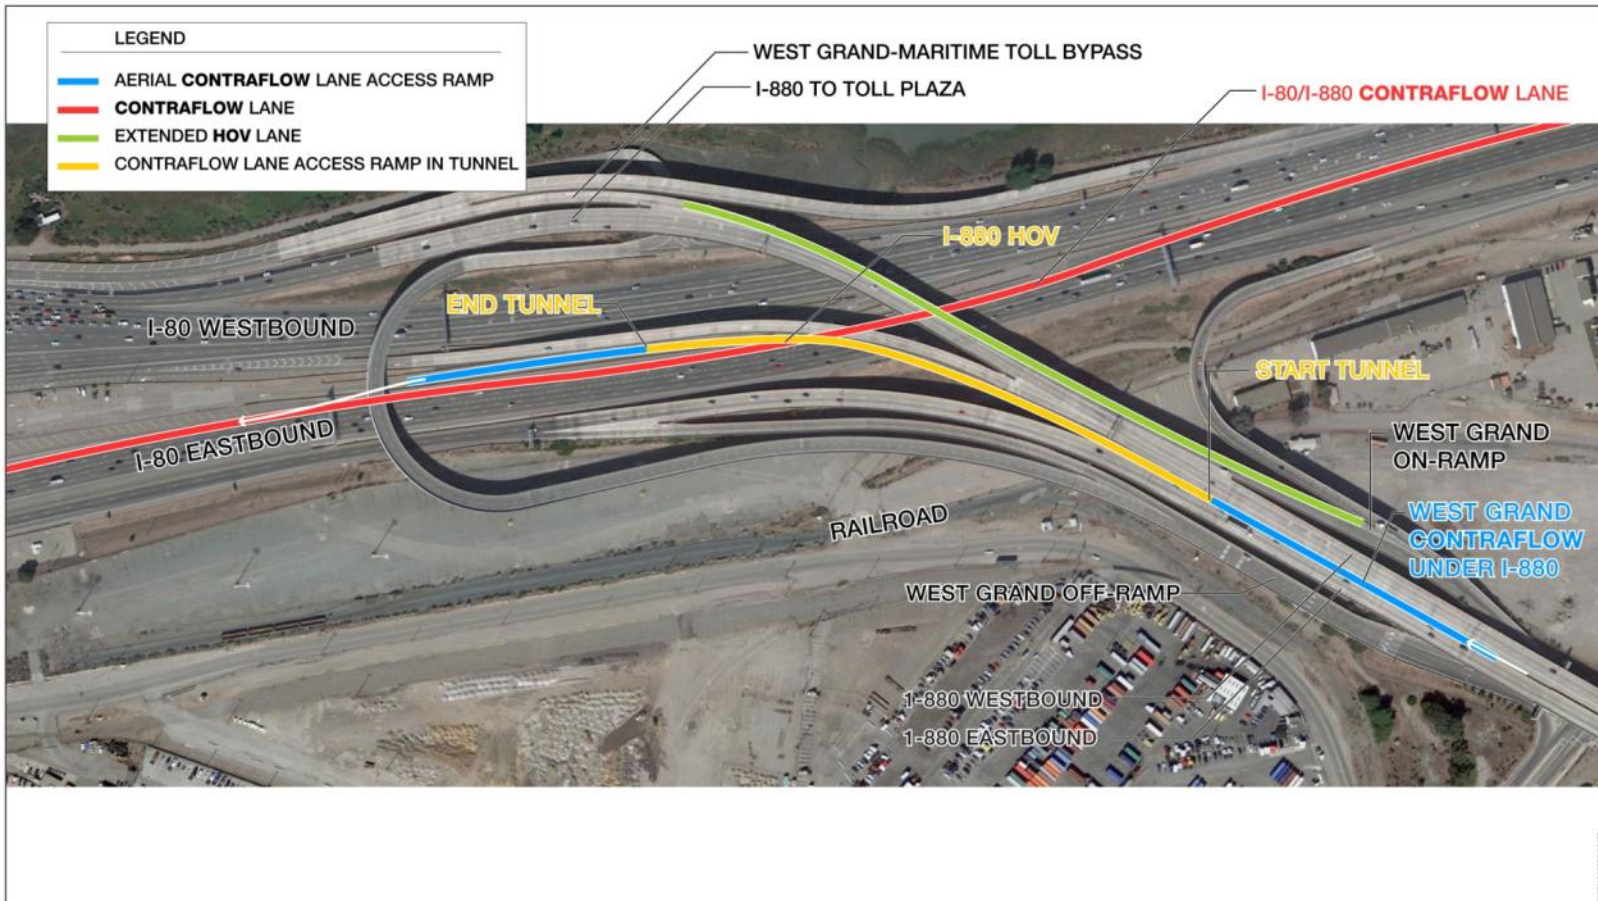 LEGEND
AERIAL CONTRAFLOW LANE ACCESS RAMP
CONTRAFLOW LANE
EXTENDED HOV LANE
CONTRAFLOW LANE ACCESS RAMP IN TUNNEL
WEST GRAND-MARITIME TOLL BYPASS
I-880 TO TOLL PLAZA
I-80/I-880 CONTRAFLOW LANE
I-880 HOV
END TUNNEL
I-80 WESTBOUND
START TUNNEL
I-80 EASTBOUND
WEST GRAND
ON-RAMP
RAILROAD
WEST GRAND
CONTRAFLOW
UNDER I-880
WEST GRAND OFF-RAMP
1-880 WESTBOUND
1-880 EASTBOUND